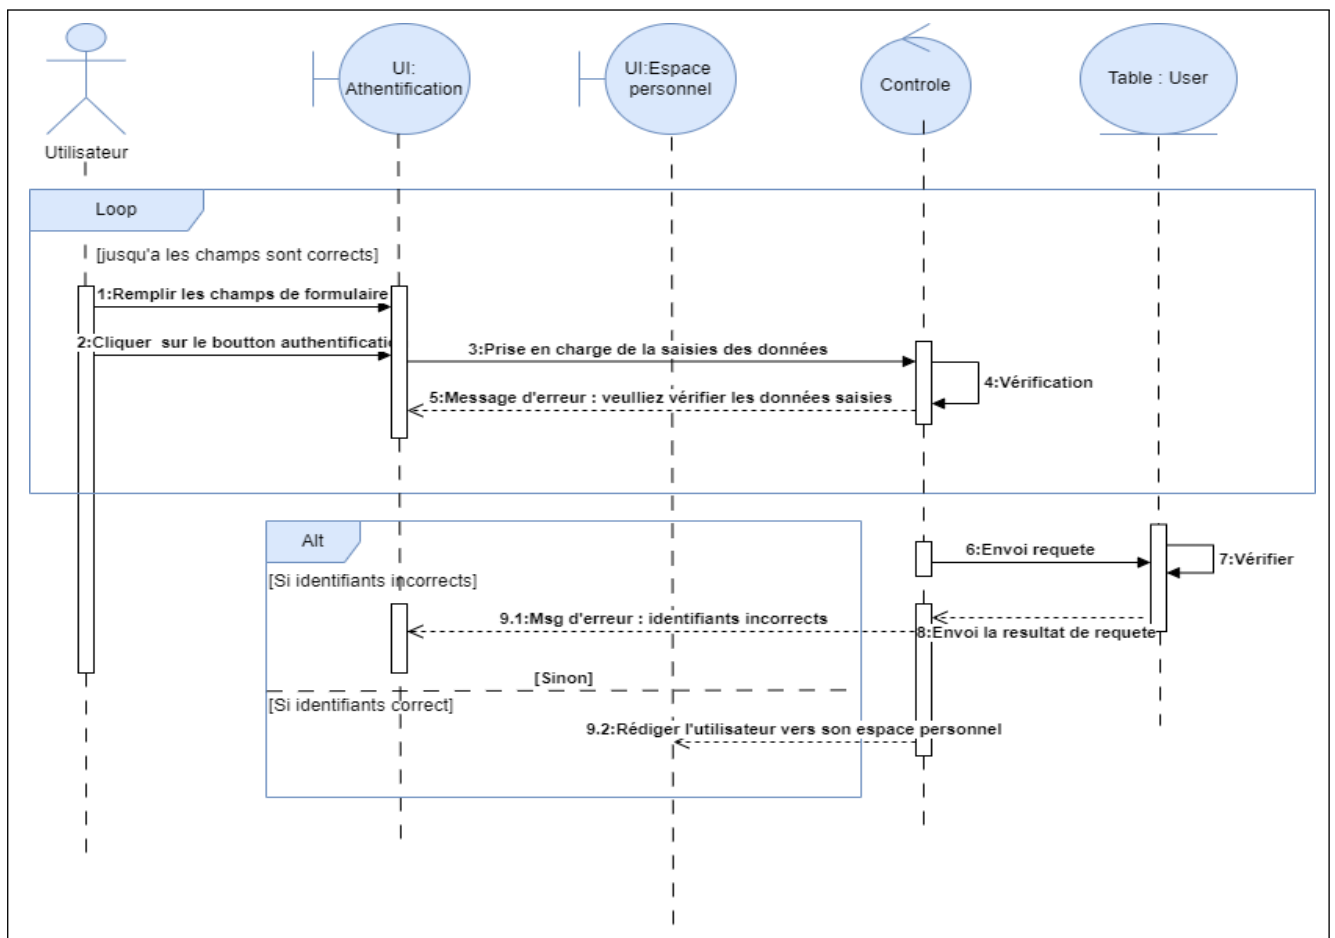 UI:
Athentification
UI:Espace
personnel
Controle
Table : User
Utilisateur
Loop
[jusqu'a les champs sont corrects]
1:Remplir les champs de formulaire
2:Cliquer  sur le boutton authentificati
3:Prise en charge de la saisies des données
4:Vérification
5:Message d'erreur : veulliez vérifier les données saisies
Alt
6:Envoi requete
7:Vérifier
[Si identifiants incorrects]
9.1:Msg d'erreur : identifiants incorrects
8:Envoi la resultat de requete
[Sinon]
[Si identifiants correct]
9.2:Rédiger l'utilisateur vers son espace personnel